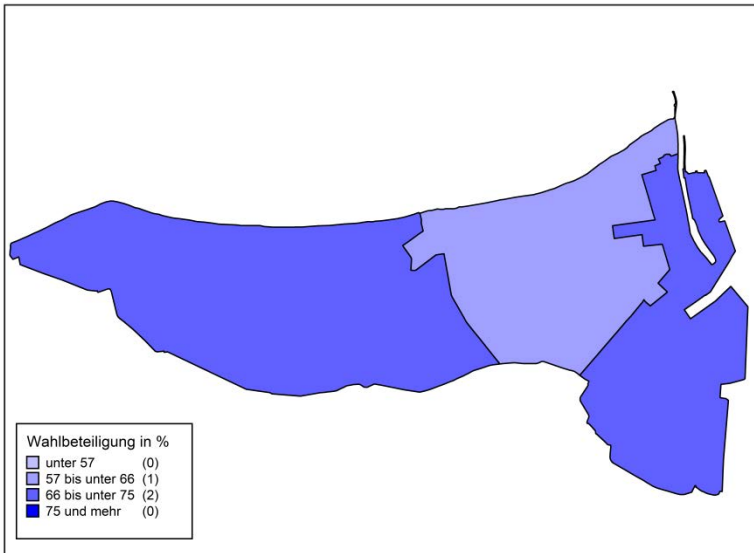 Wahlbeteiligung in %
unter 57 (0)
57 bis unter 66 (1)
66 bis unter 75 (2)
75 und mehr (0)